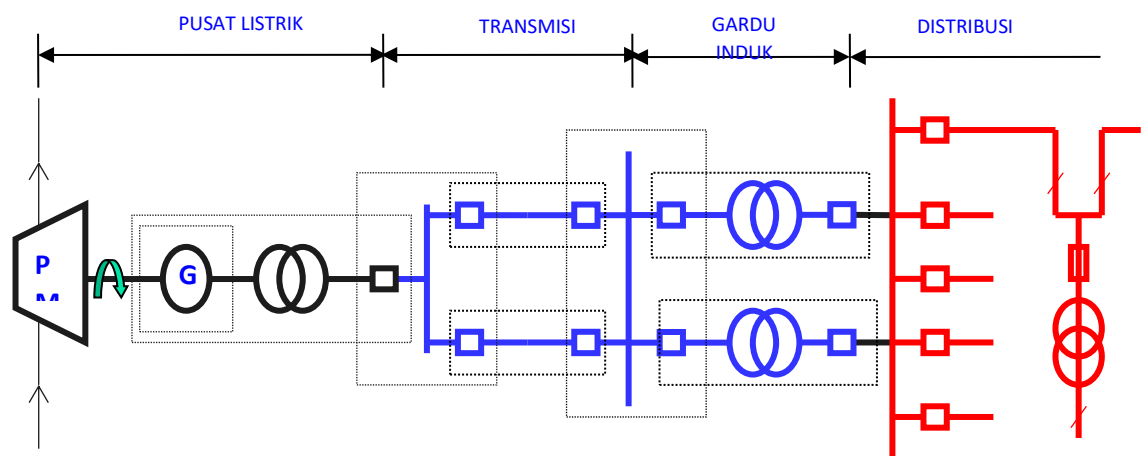 PUSAT LISTRIK
TRANSMISI
GARDU
INDUK
DISTRIBUSI
P
M
G